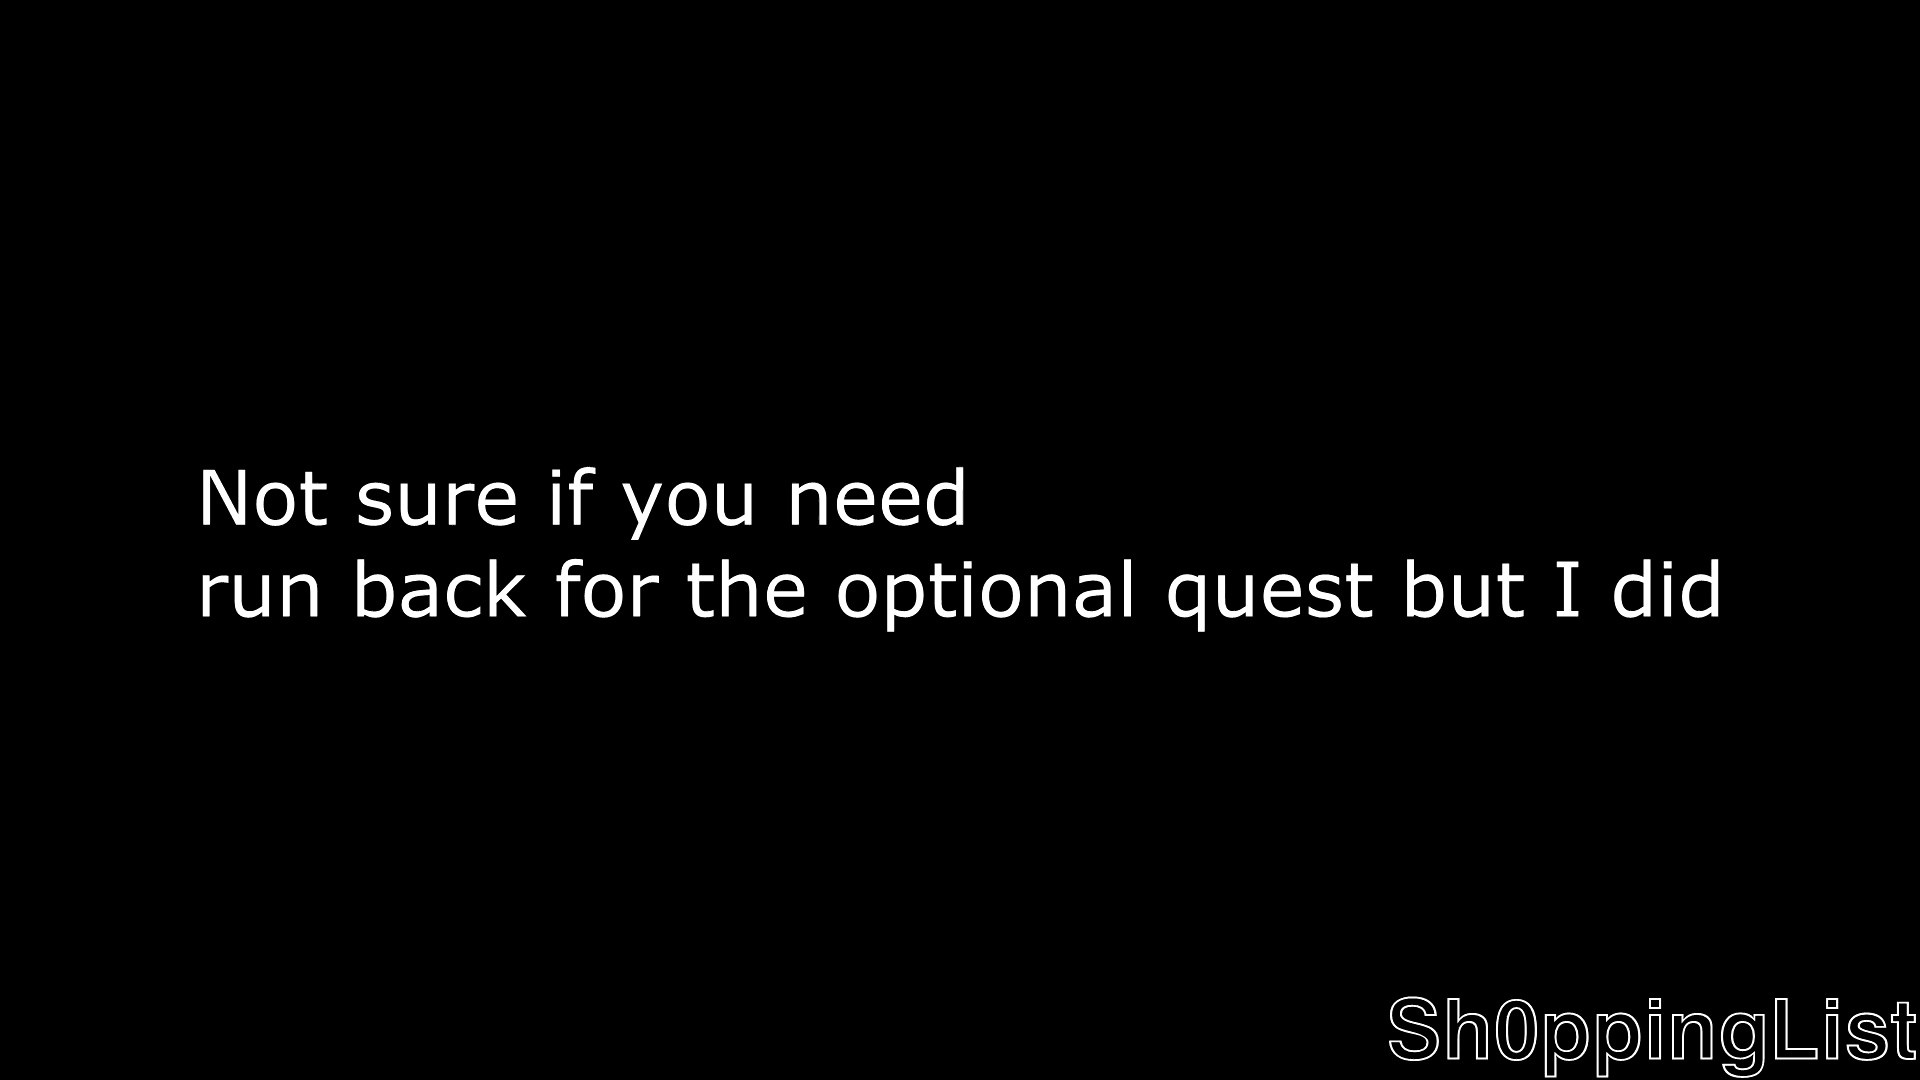 Not sure if you need
run back for the optional quest but I did
Sh0ppingList